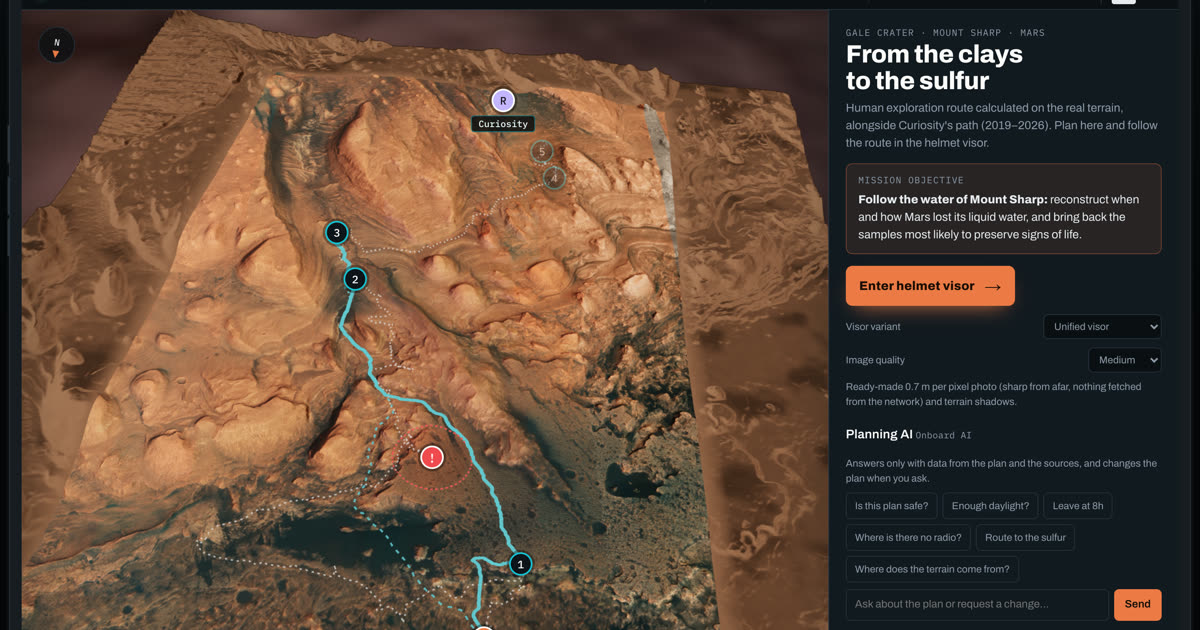 N
R
Curiosity
5
4
3
2
!
1
GALE CRATER · MOUNT SHARP · MARS
From the clays
to the sulfur
Human exploration route calculated on the real terrain,
alongside Curiosity's path (2019–2026). Plan here and follow
the route in the helmet visor.
MISSION OBJECTIVE
Follow the water of Mount Sharp: reconstruct when
and how Mars lost its liquid water, and bring back the
samples most likely to preserve signs of life.
Enter helmet visor →
Visor variant Unified visor
Image quality Medium
Ready-made 0.7 m per pixel photo (sharp from afar, nothing fetched
from the network) and terrain shadows.
Planning AI Onboard AI
Answers only with data from the plan and the sources, and changes the
plan when you ask.
Is this plan safe? Enough daylight? Leave at 8h
Where is there no radio? Route to the sulfur
Where does the terrain come from?
Ask about the plan or request a change... Send